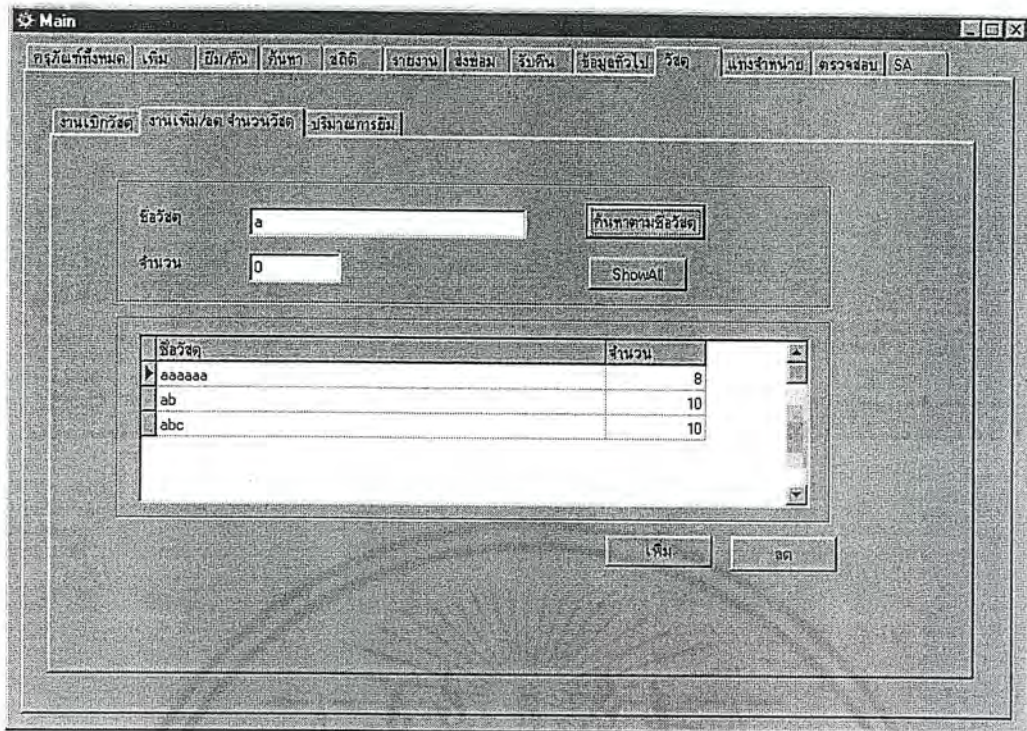 Main
ครุภัณฑ์ทั้งหมด เพิ่ม ยืม/คืน ค้นหา สถิติ รายงาน ส่งซ่อม รับคืน ข้อมูลทั่วไป วัสดุ แทงจำหน่าย ตรวจสอบ SA
งานเบิกวัสดุ งานเพิ่ม/ลด จำนวนวัสดุ ปริมาณการยืม
ชื่อวัสดุ a ค้นหาตามชื่อวัสดุ
จำนวน 0 ShowAll
ชื่อวัสดุ จำนวน
aaaaaa 8
ab 10
abc 10
เพิ่ม ลด